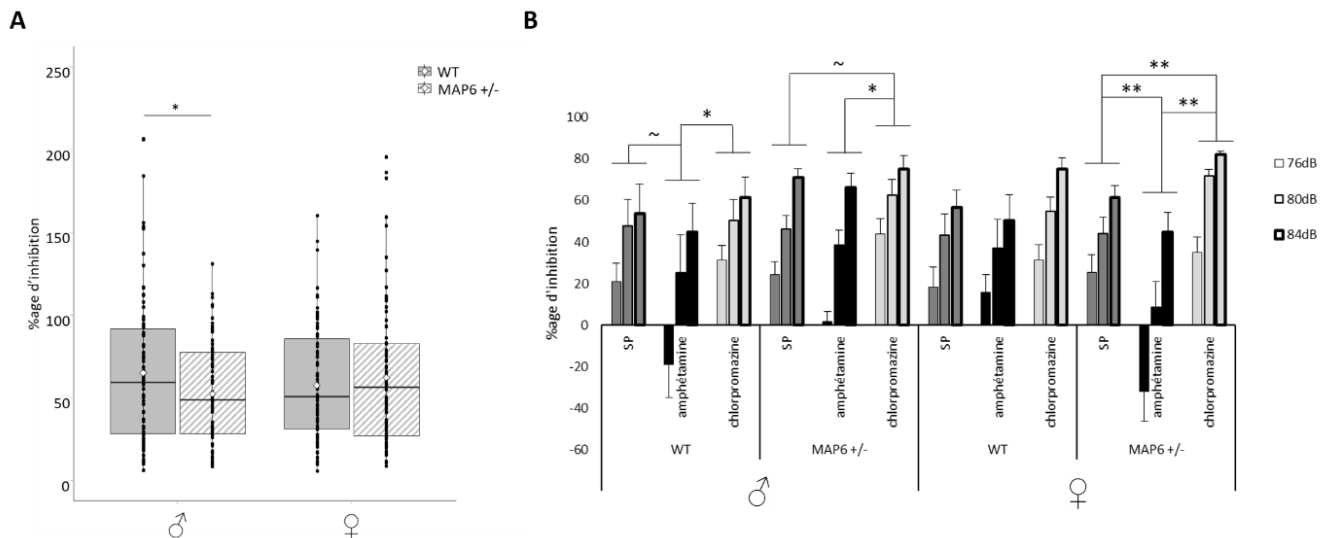 A
%age d'inhibition
250
200
150
100
50
0
WT
MAP6 +/-
*
♂
♀
B
%age d'inhibition
100
80
60
40
20
0
-20
-40
-60
~
*
~
*
**
**
**
76dB
80dB
84dB
SP
amphétamine
chlorpromazine
SP
amphétamine
chlorpromazine
SP
amphétamine
chlorpromazine
SP
amphétamine
chlorpromazine
WT
MAP6 +/-
WT
MAP6 +/-
♂
♀